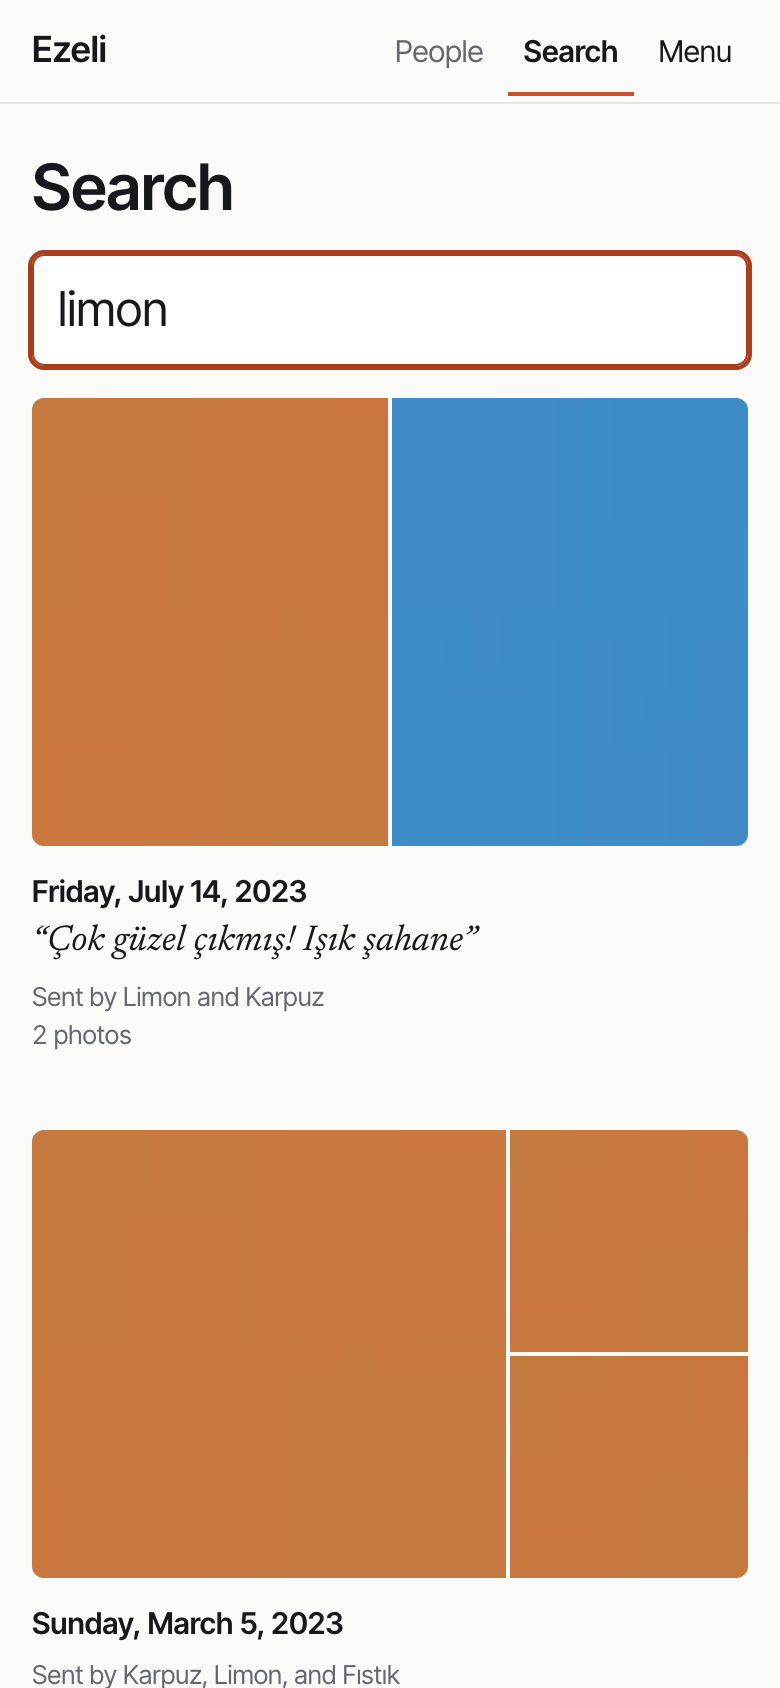 Ezeli
People
Search
Menu
Search
limon
Friday, July 14, 2023
“Çok güzel çıkmış! Işık şahane”
Sent by Limon and Karpuz
2 photos
Sunday, March 5, 2023
Sent by Karpuz, Limon, and Fıstık